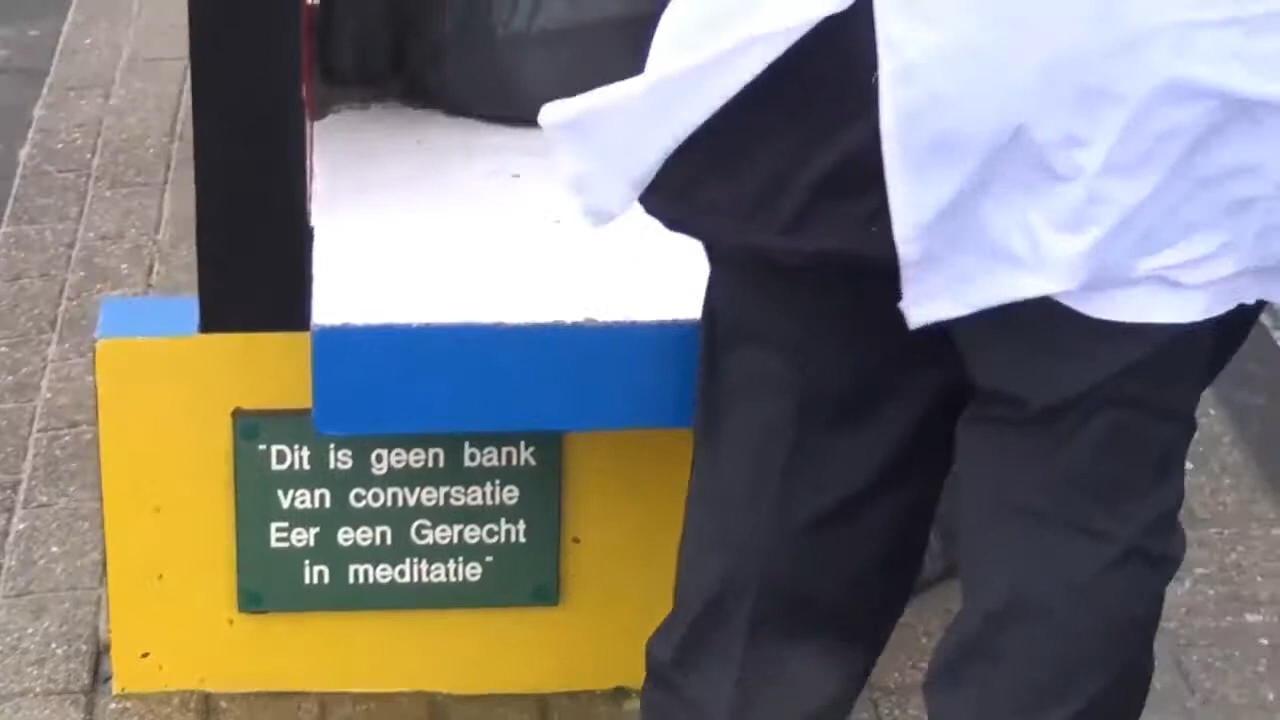 "Dit is geen bank
van conversatie
Eer een Gerecht
in meditatie"